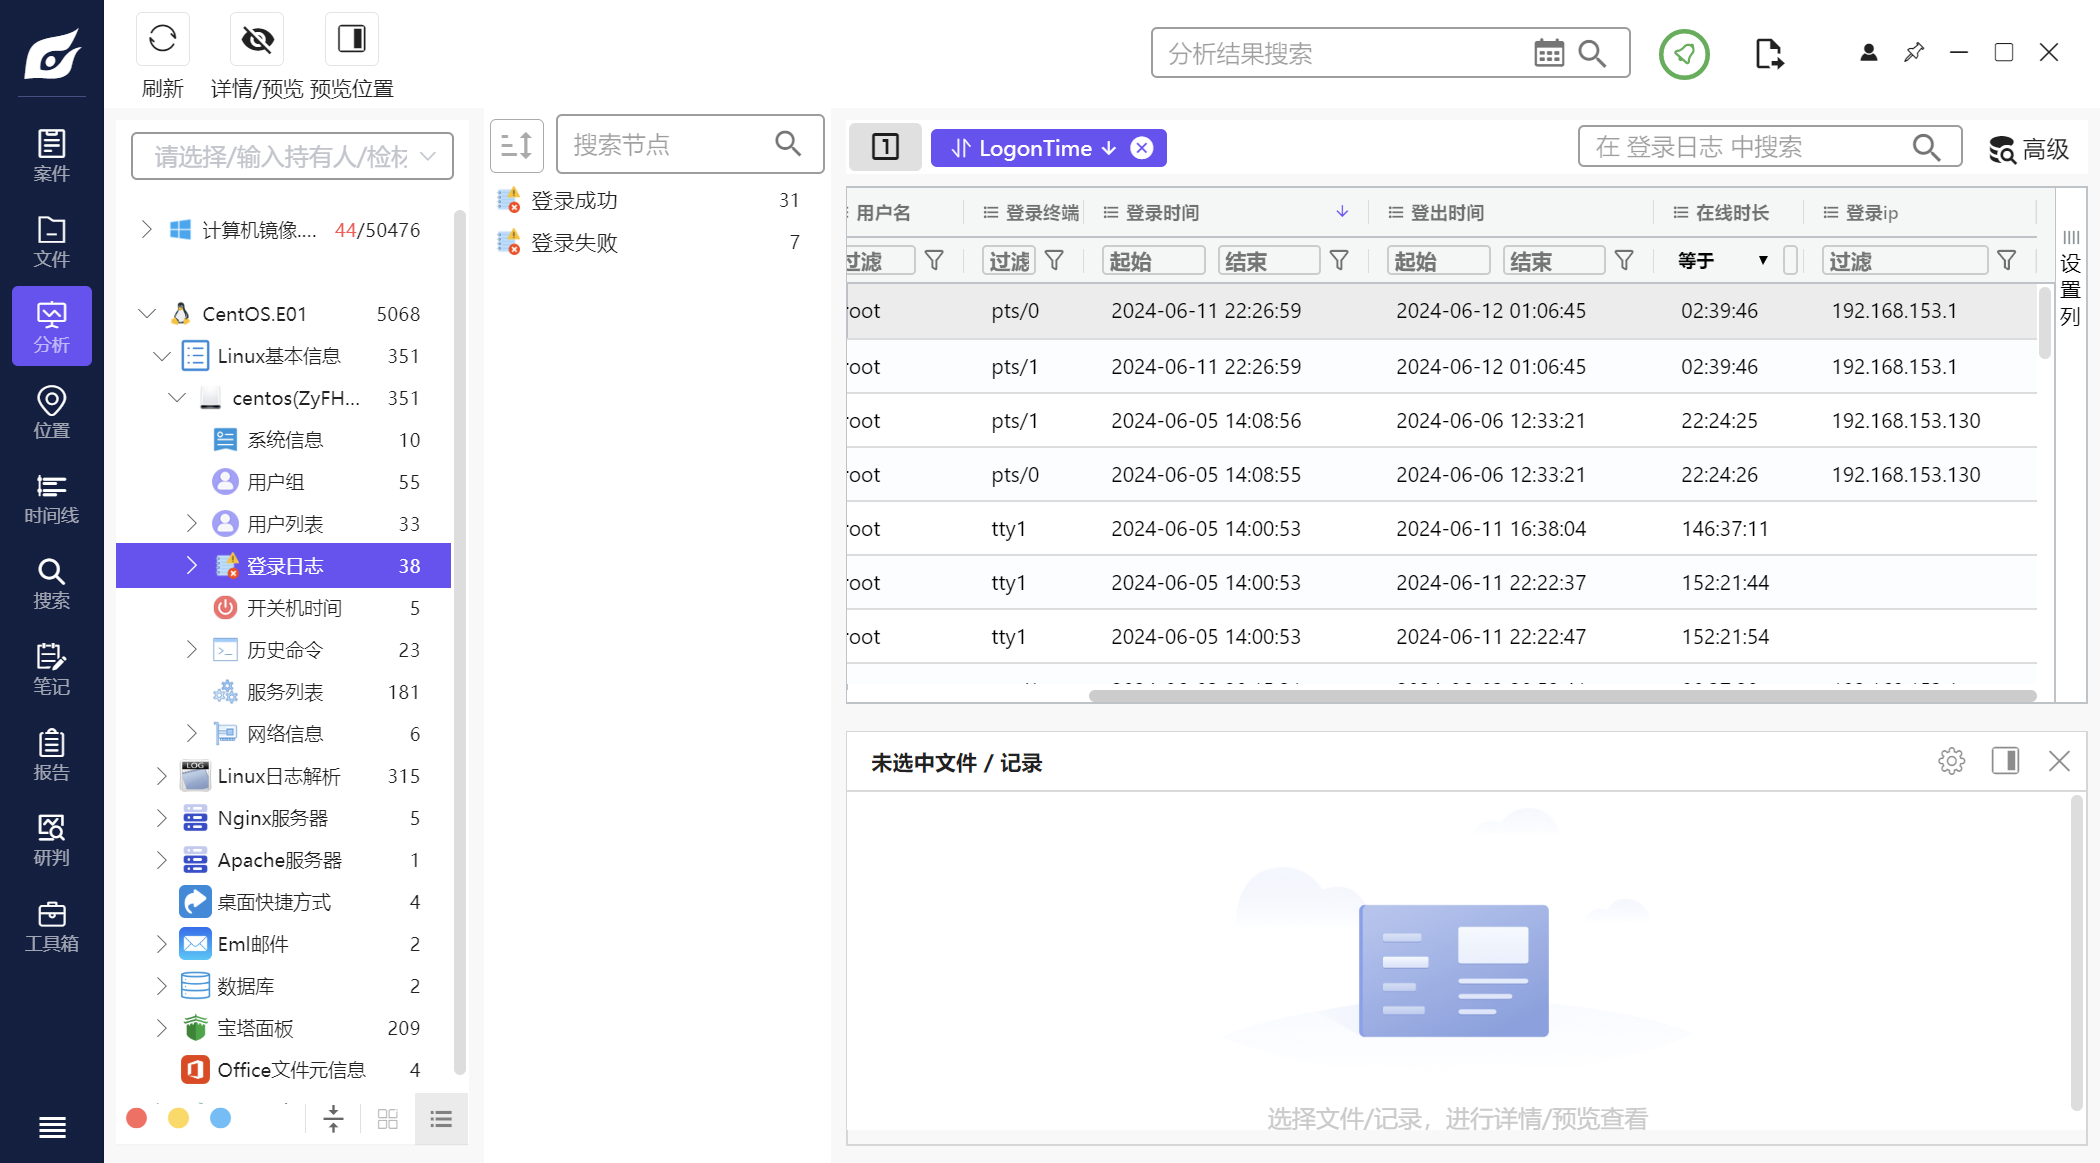 刷新
详情/预览
预览位置
分析结果搜索
案件
文件
分析
位置
时间线
搜索
笔记
报告
研判
工具箱
请选择/输入持有人/检材
计算机镜像.... 44/50476
CentOS.E01 5068
Linux基本信息 351
centos(ZyFH... 351
系统信息 10
用户组 55
用户列表 33
登录日志 38
开关机时间 5
历史命令 23
服务列表 181
网络信息 6
LOG
Linux日志解析 315
Nginx服务器 5
Apache服务器 1
桌面快捷方式 4
Eml邮件 2
数据库 2
宝塔面板 209
Office文件元信息 4
搜索节点
登录成功 31
登录失败 7
1
LogonTime
在 登录日志 中搜索
高级
用户名 登录终端 登录时间 登出时间 在线时长 登录ip
过滤 过滤 起始 结束 起始 结束 等于 过滤
root pts/0 2024-06-11 22:26:59 2024-06-12 01:06:45 02:39:46 192.168.153.1
root pts/1 2024-06-11 22:26:59 2024-06-12 01:06:45 02:39:46 192.168.153.1
root pts/1 2024-06-05 14:08:56 2024-06-06 12:33:21 22:24:25 192.168.153.130
root pts/0 2024-06-05 14:08:55 2024-06-06 12:33:21 22:24:26 192.168.153.130
root tty1 2024-06-05 14:00:53 2024-06-11 16:38:04 146:37:11
root tty1 2024-06-05 14:00:53 2024-06-11 22:22:37 152:21:44
root tty1 2024-06-05 14:00:53 2024-06-11 22:22:47 152:21:54
设置列
未选中文件 / 记录
选择文件/记录，进行详情/预览查看